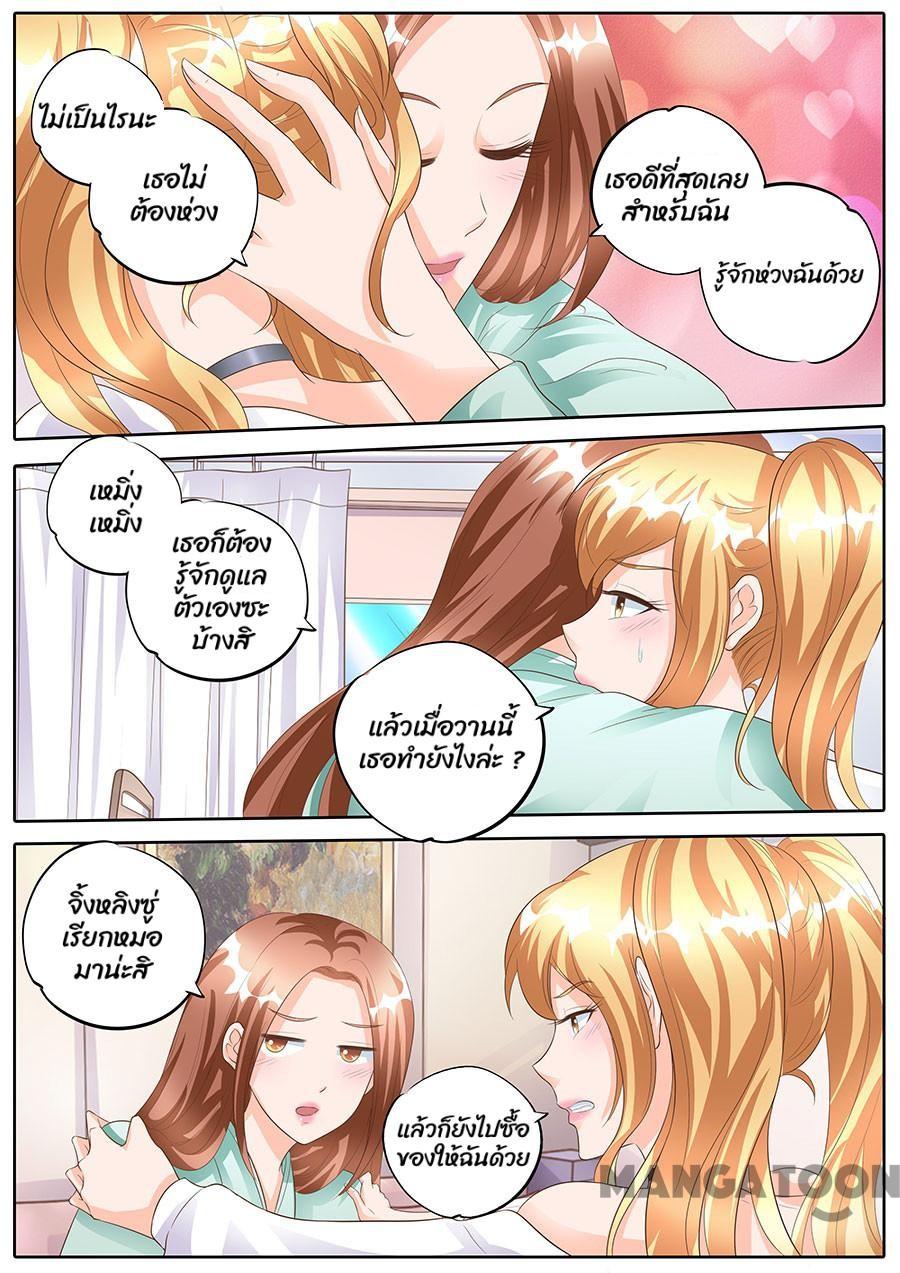 ไม่เป็นไรนะ
เธอไม่
ต้องห่วง
เธอดีที่สุดเลย
สำหรับฉัน
รู้จักห่วงฉันด้วย
เหมิ่ง
เหมิ่ง
เธอก็ต้อง
รู้จักดูแล
ตัวเองซะ
บ้างสิ
แล้วเมื่อวานนี้
เธอทำยังไงล่ะ ?
จิ้งหลิงซู่
เรียกหมอ
มาน่ะสิ
แล้วก็ยังไปซื้อ
ของให้ฉันด้วย
MANGATOON